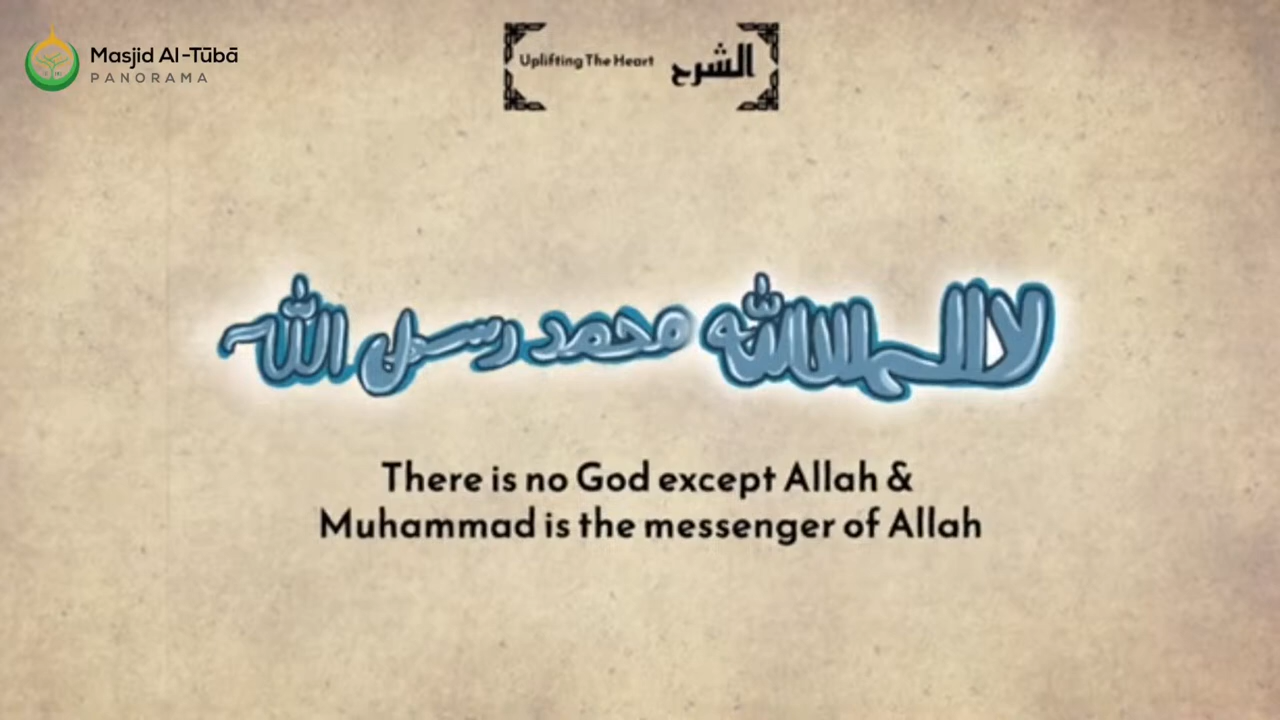 Masjid Al-Tūbā
PANORAMA
Uplifting The Heart
الشرح
لا اله الا الله محمد رسول الله
There is no God except Allah &
Muhammad is the messenger of Allah